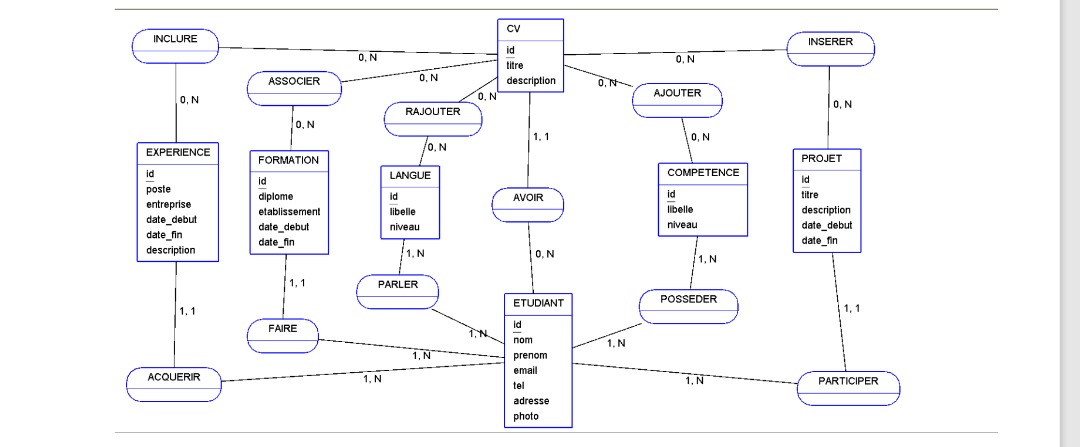 CV
id
titre
description
INCLURE
0, N
0, N
ASSOCIER
0, N
0, N
RAJOUTER
0, N
0, N
AVOIR
1, 1
0, N
AJOUTER
0, N
0, N
INSERER
0, N
0, N
EXPERIENCE
id
poste
entreprise
date_debut
date_fin
description
FORMATION
id
diplome
etablissement
date_debut
date_fin
LANGUE
id
libelle
niveau
COMPETENCE
id
libelle
niveau
PROJET
id
titre
description
date_debut
date_fin
1, 1
ACQUERIR
1, N
1, 1
FAIRE
1, N
1, N
PARLER
1, N
1, N
POSSEDER
1, N
1, 1
PARTICIPER
1, N
ETUDIANT
id
nom
prenom
email
tel
adresse
photo